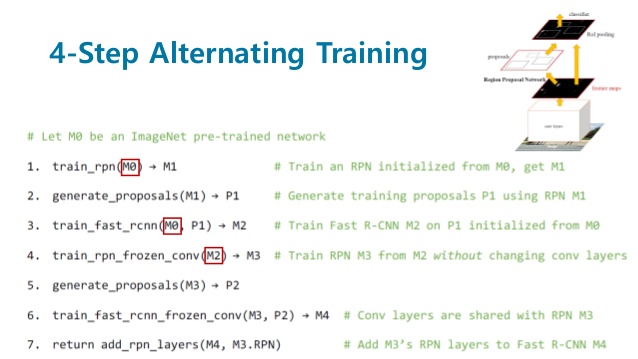 4-Step Alternating Training
classifier
RoI pooling
proposals
Region Proposal Network
feature maps
conv layers
image
# Let M0 be an ImageNet pre-trained network
1. train_rpn(M0) → M1 # Train an RPN initialized from M0, get M1
2. generate_proposals(M1) → P1 # Generate training proposals P1 using RPN M1
3. train_fast_rcnn(M0, P1) → M2 # Train Fast R-CNN M2 on P1 initialized from M0
4. train_rpn_frozen_conv(M2) → M3 # Train RPN M3 from M2 without changing conv layers
5. generate_proposals(M3) → P2
6. train_fast_rcnn_frozen_conv(M3, P2) → M4 # Conv layers are shared with RPN M3
7. return add_rpn_layers(M4, M3.RPN) # Add M3's RPN layers to Fast R-CNN M4